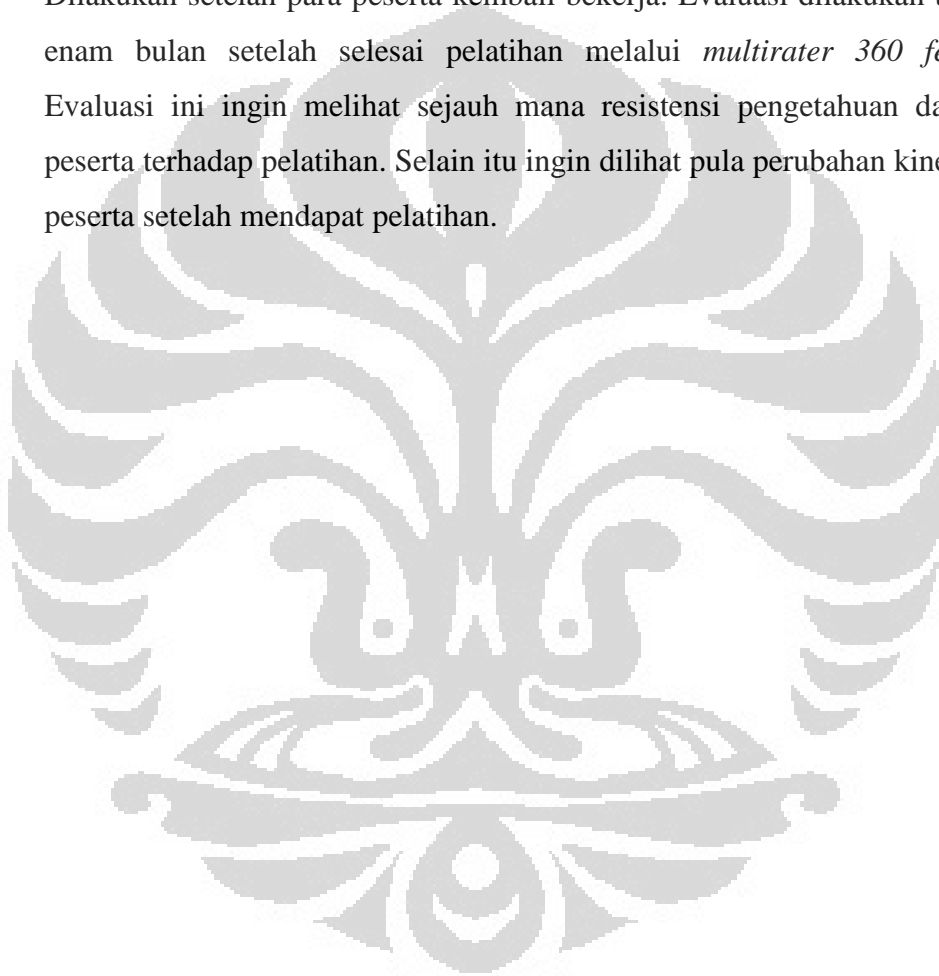 Dilakukan setelah para peserta kembali bekerja. Evaluasi dilakukan
enam bulan setelah selesai pelatihan melalui multirater 360
Evaluasi ini ingin melihat sejauh mana resistensi pengetahuan
peserta terhadap pelatihan. Selain itu ingin dilihat pula perubahan
peserta setelah mendapat pelatihan.